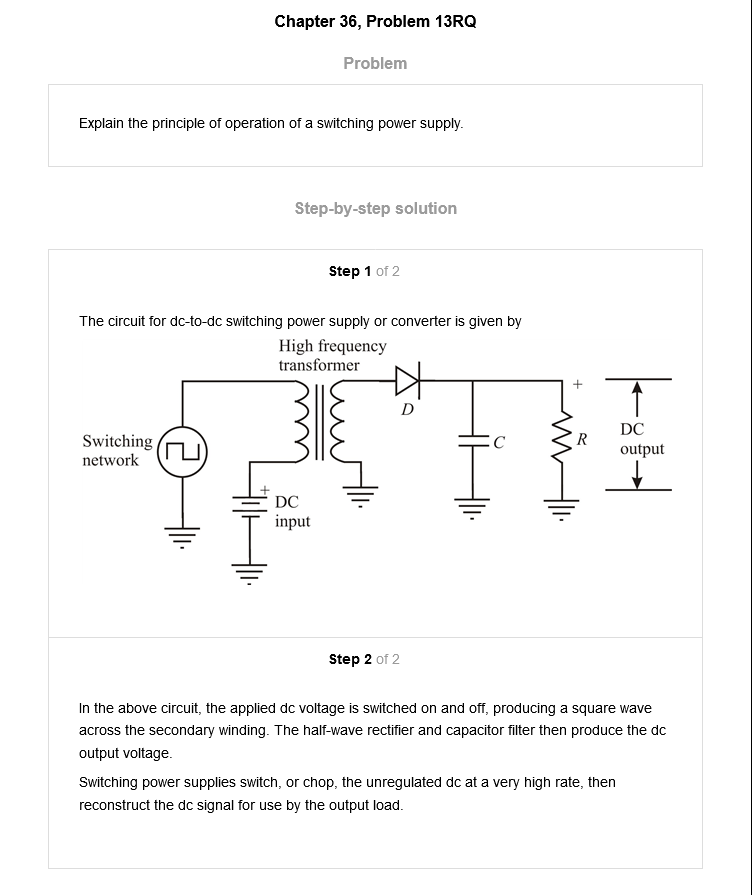 Chapter 36, Problem 13RQ
Problem
Explain the principle of operation of a switching power supply.
Step-by-step solution
Step 1 of 2
The circuit for dc-to-dc switching power supply or converter is given by
High frequency
transformer
D
+
Switching
network
C
R
DC
output
+
DC
input
Step 2 of 2
In the above circuit, the applied dc voltage is switched on and off, producing a square wave
across the secondary winding. The half-wave rectifier and capacitor filter then produce the dc
output voltage.
Switching power supplies switch, or chop, the unregulated dc at a very high rate, then
reconstruct the dc signal for use by the output load.